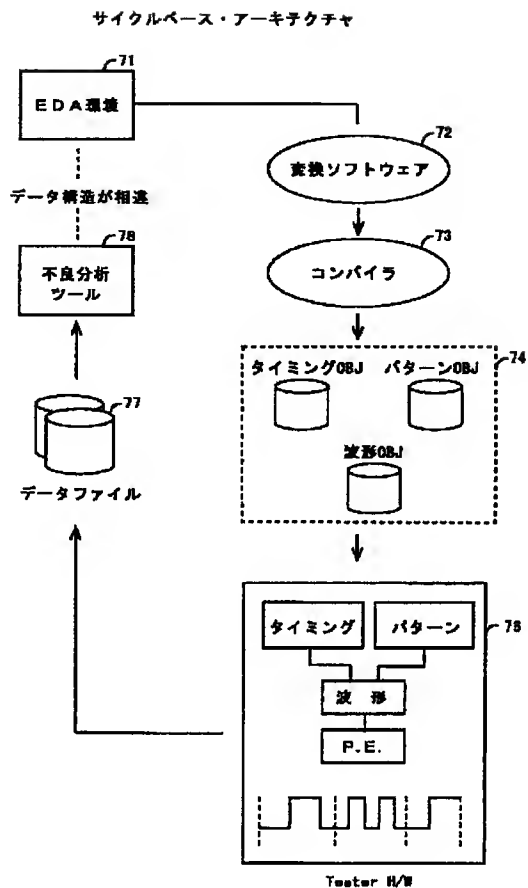 サイクルベース・アーキテクチャ
71
EDA環境
72
変換ソフトウェア
データ構造が相違
78
不良分析
ツール
73
コンパイラ
74
タイミングOBJ パターンOBJ
波形OBJ
77
データファイル
76
タイミング パターン
波 形
P.E.
Tester H/W